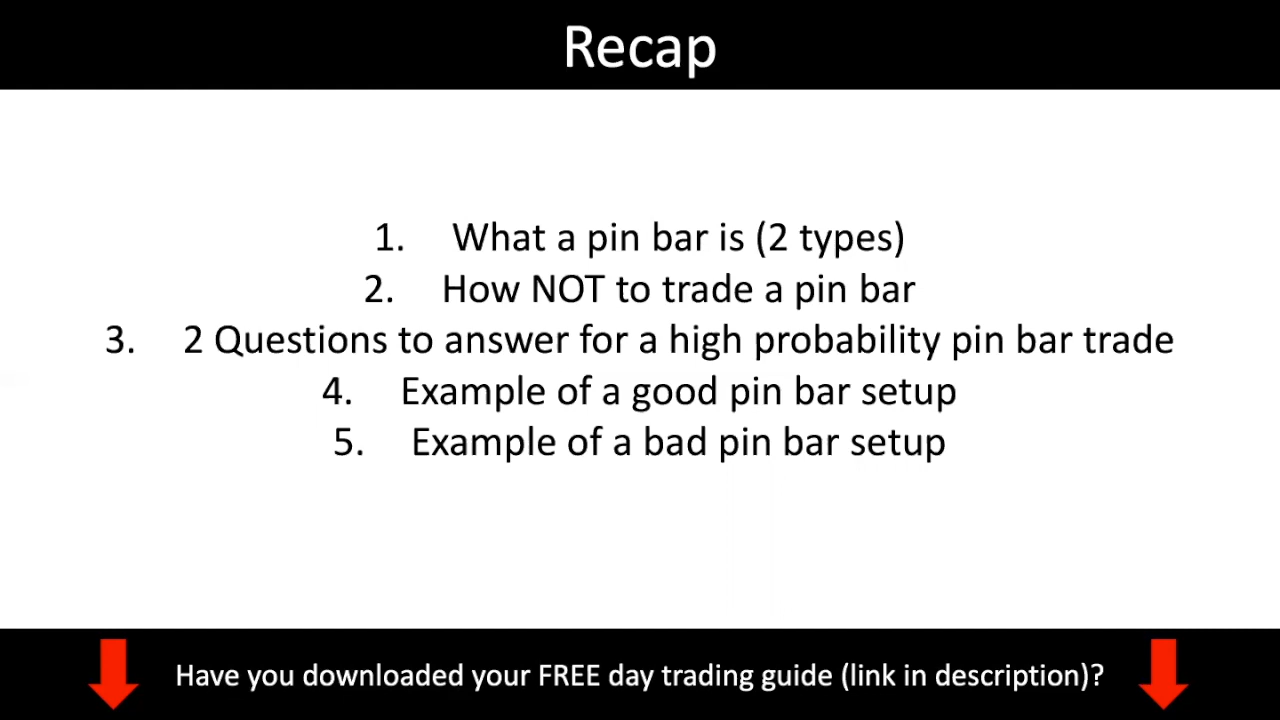 Recap
1. What a pin bar is (2 types)
2. How NOT to trade a pin bar
3. 2 Questions to answer for a high probability pin bar trade
4. Example of a good pin bar setup
5. Example of a bad pin bar setup
Have you downloaded your FREE day trading guide (link in description)?